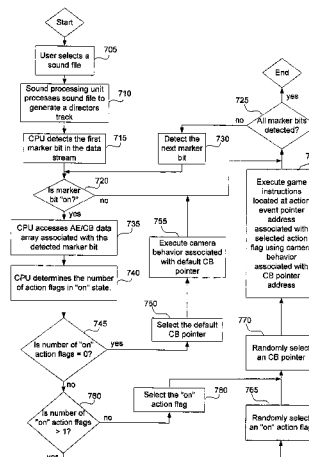 Start
705
User selects a
sound file
710
Sound processing unit
processes sound file to
generate a directors
track
715
CPU detects the first
marker bit in the data
stream
720
Is marker
bit "on?"
no
yes
735
CPU accesses AE/CB data
array associated with the
detected marker bit
740
CPU determines the number
of action flags in "on" state.
745
Is number of "on"
action flags = 0?
yes
no
760
Is number of
"on" action flags
> 1?
no
yes
End
yes
725
All marker bits
detected?
no
730
Detect the
next marker
bit
755
Execute camera
behavior associated
with default CB
pointer
750
Select the default
CB pointer
780
Select the "on"
action flag
Execute game
instructions
located at action
event pointer
address
associated with
selected action
flag using camera
behavior
associated with
CB pointer
address
770
Randomly select
an CB pointer
765
Randomly select
an "on" action flag